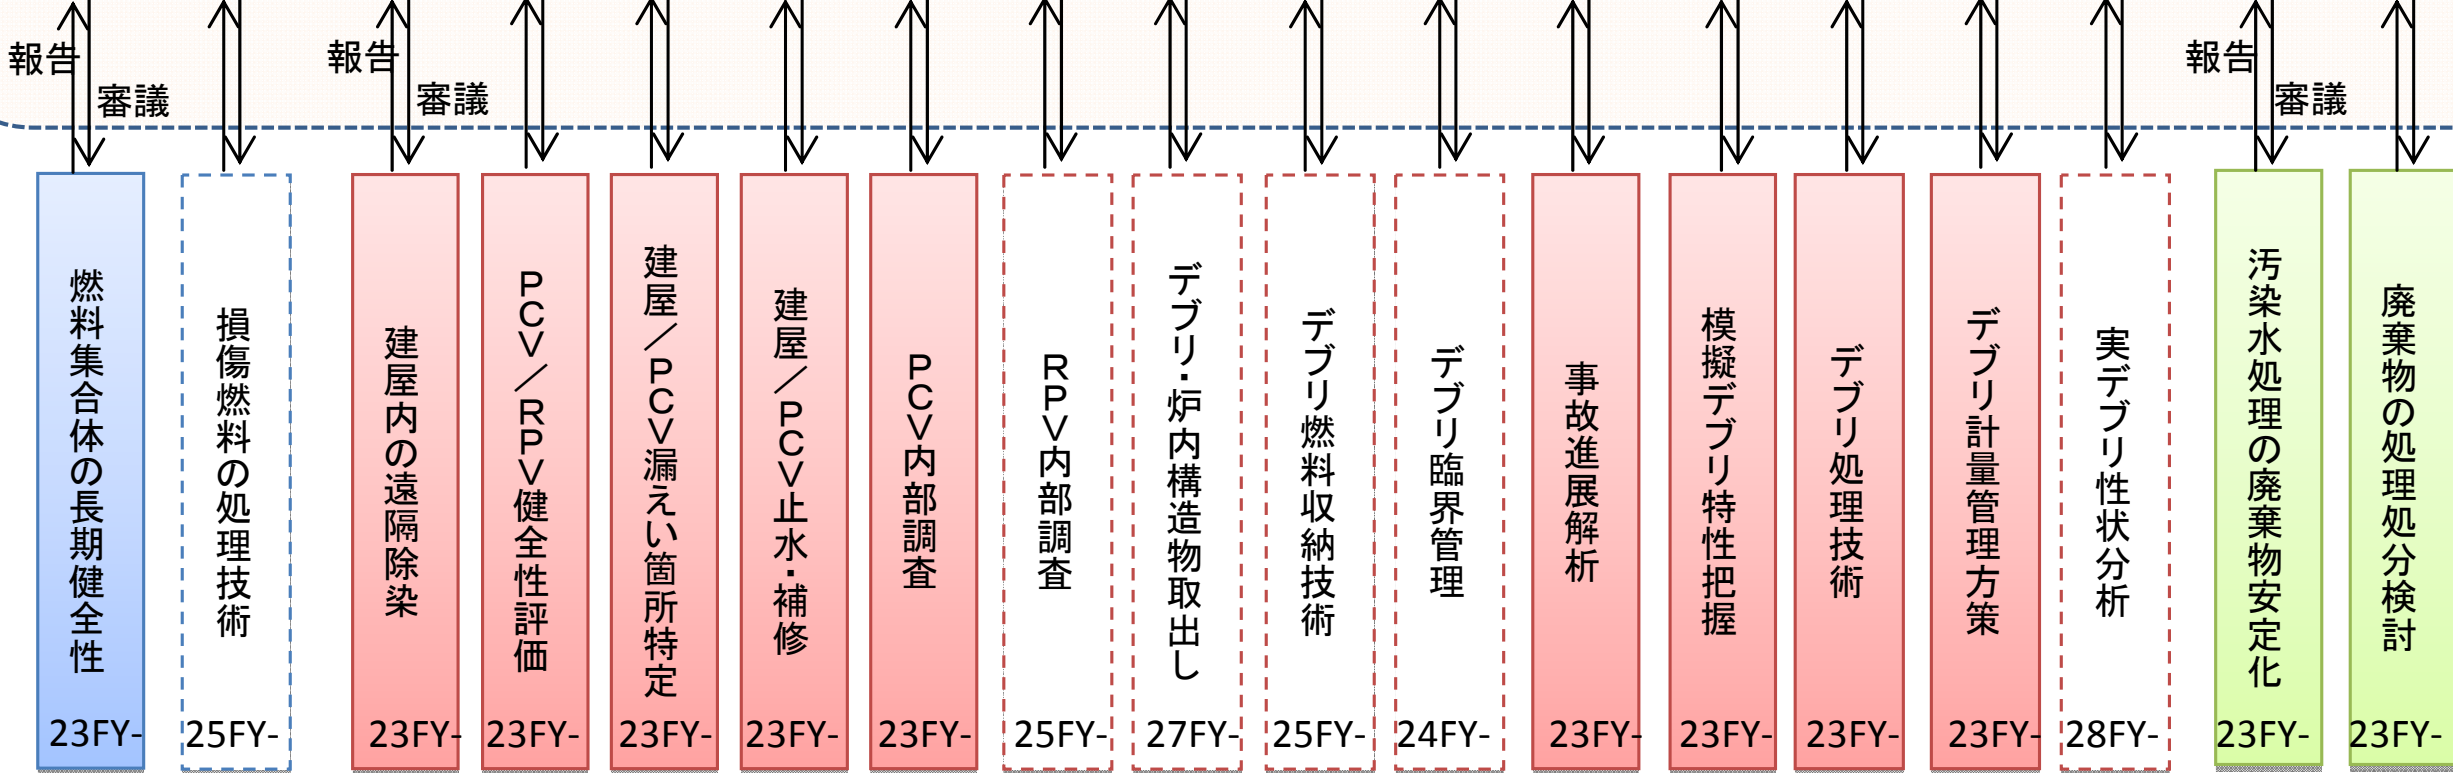 報告
審議
報告
審議
報告
審議
燃料集合体の長期健全性
23FY-
損傷燃料の処理技術
25FY-
建屋内の遠隔除染
23FY-
PCV／RPV健全性評価
23FY-
建屋／PCV漏えい箇所特定
23FY-
建屋／PCV止水・補修
23FY-
PCV内部調査
23FY-
RPV内部調査
25FY-
デブリ・炉内構造物取出し
27FY-
デブリ燃料収納技術
25FY-
デブリ臨界管理
24FY-
事故進展解析
23FY-
模擬デブリ特性把握
23FY-
デブリ処理技術
23FY-
デブリ計量管理方策
23FY-
実デブリ性状分析
28FY-
汚染水処理の廃棄物安定化
23FY-
廃棄物の処理処分検討
23FY-